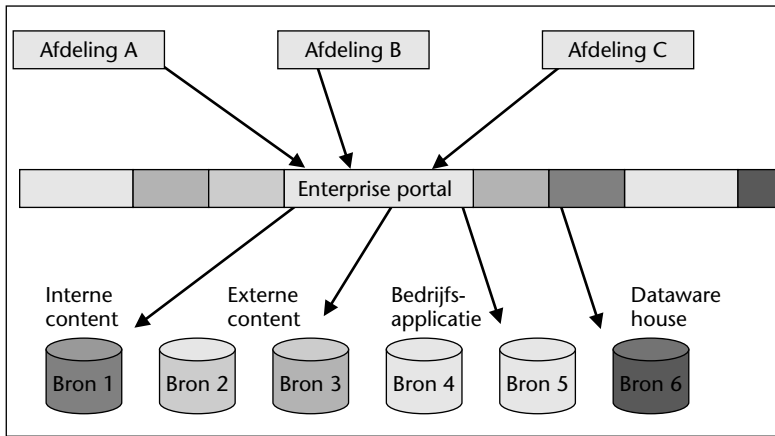 Afdeling A
Afdeling B
Afdeling C
Enterprise portal
Interne
content
Externe
content
Bedrijfs-
applicatie
Dataware
house
Bron 1
Bron 2
Bron 3
Bron 4
Bron 5
Bron 6